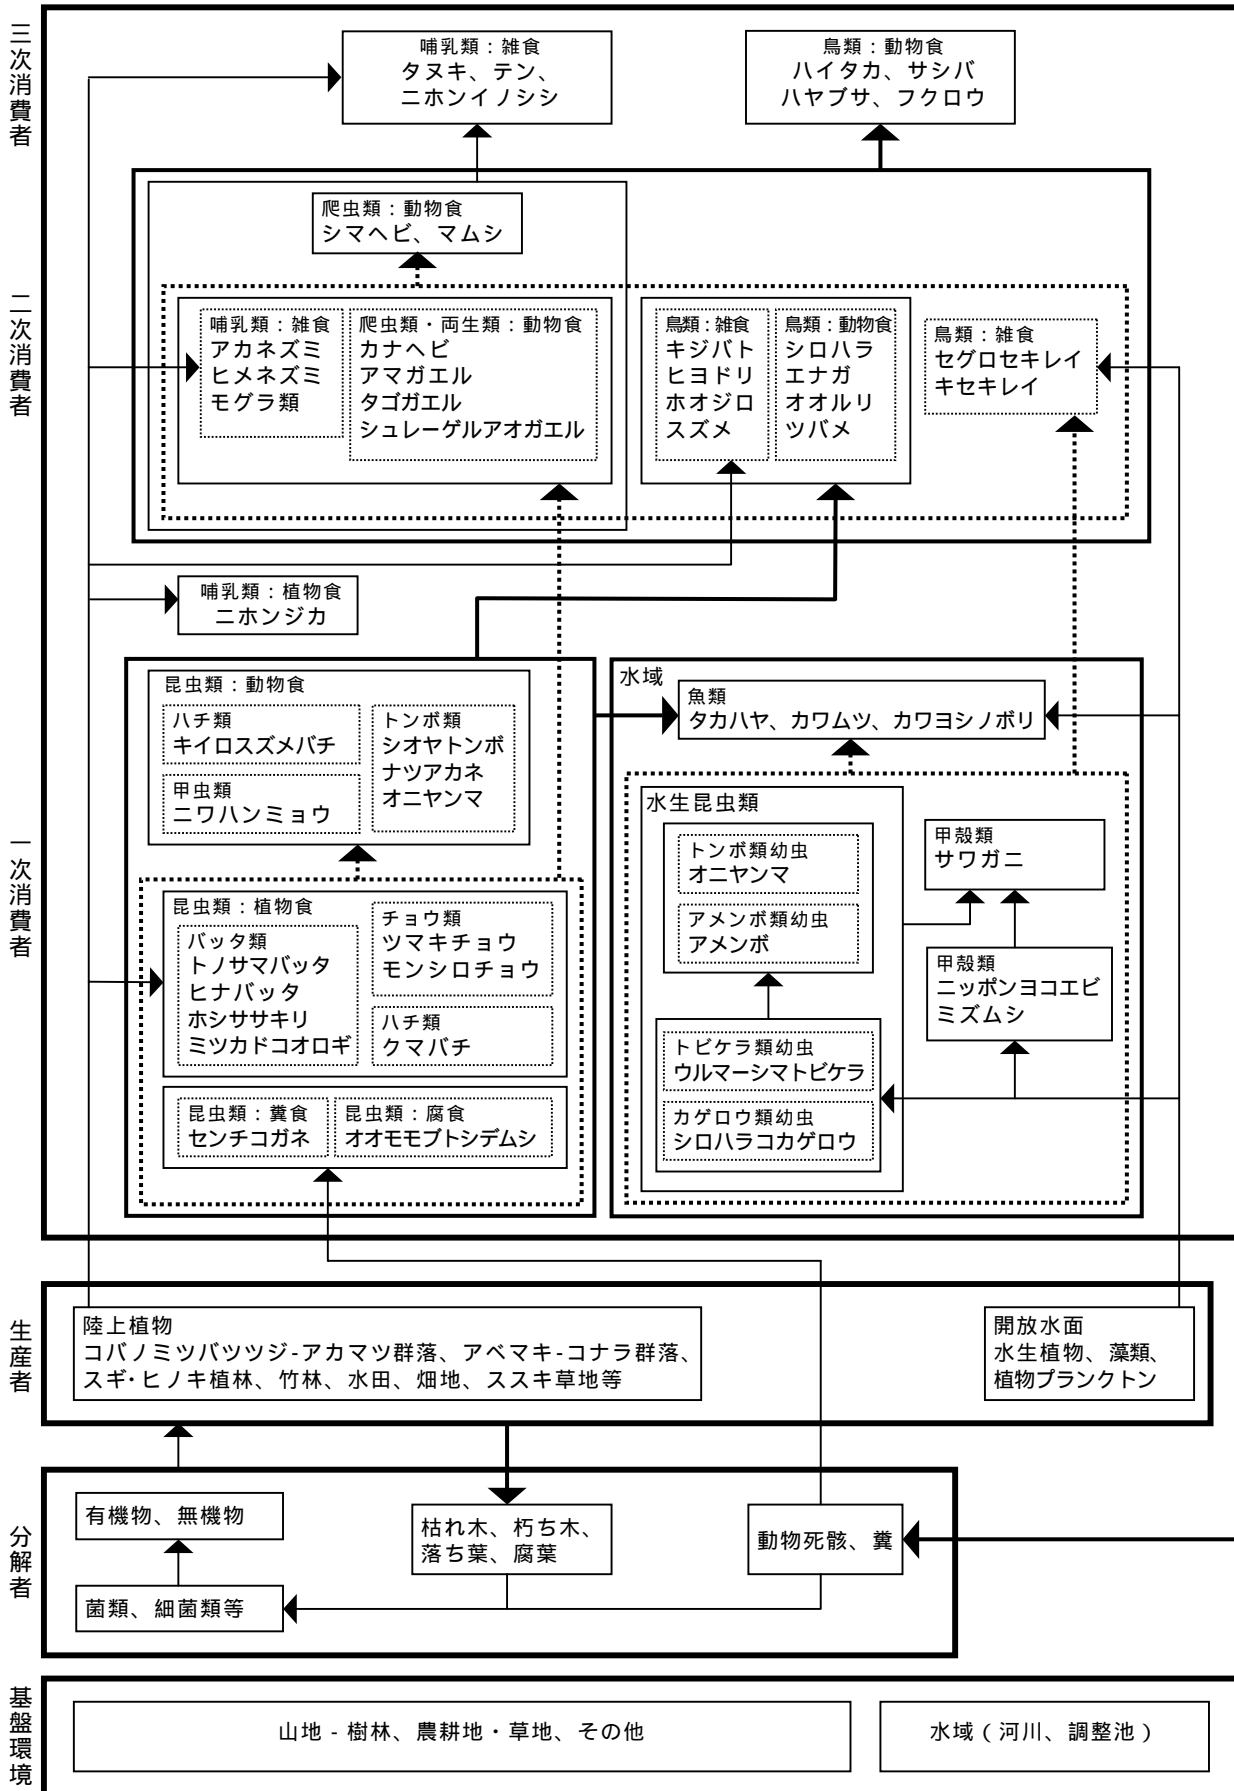 三次消費者
哺乳類：雑食
タヌキ、テン、
ニホンイノシシ
鳥類：動物食
ハイタカ、サシバ
ハヤブサ、フクロウ
二次消費者
爬虫類：動物食
シマヘビ、マムシ
哺乳類：雑食
アカネズミ
ヒメネズミ
モグラ類
爬虫類・両生類：動物食
カナヘビ
アマガエル
タゴガエル
シュレーゲルアオガエル
鳥類：雑食
キジバト
ヒヨドリ
ホオジロ
スズメ
鳥類：動物食
シロハラ
エナガ
オオルリ
ツバメ
鳥類：雑食
セグロセキレイ
キセキレイ
哺乳類：植物食
ニホンジカ
一次消費者
昆虫類：動物食
ハチ類
キイロスズメバチ
甲虫類
ニワハンミョウ
トンボ類
シオヤトンボ
ナツアカネ
オニヤンマ
昆虫類：植物食
バッタ類
トノサマバッタ
ヒナバッタ
ホシササキリ
ミツカドコオロギ
チョウ類
ツマキチョウ
モンシロチョウ
ハチ類
クマバチ
昆虫類：糞食
センチコガネ
昆虫類：腐食
オオモモブトシデムシ
水域
魚類
タカハヤ、カワムツ、カワヨシノボリ
水生昆虫類
トンボ類幼虫
オニヤンマ
アメンボ類幼虫
アメンボ
トビケラ類幼虫
ウルマーシマトビケラ
カゲロウ類幼虫
シロハラコカゲロウ
甲殻類
サワガニ
甲殻類
ニッポンヨコエビ
ミズムシ
生産者
陸上植物
コバノミツバツツジ-アカマツ群落、アベマキ-コナラ群落、
スギ・ヒノキ植林、竹林、水田、畑地、ススキ草地等
開放水面
水生植物、藻類、
植物プランクトン
分解者
有機物、無機物
菌類、細菌類等
枯れ木、朽ち木、
落ち葉、腐葉
動物死骸、糞
基盤環境
山地 - 樹林、農耕地・草地、その他
水域（河川、調整池）